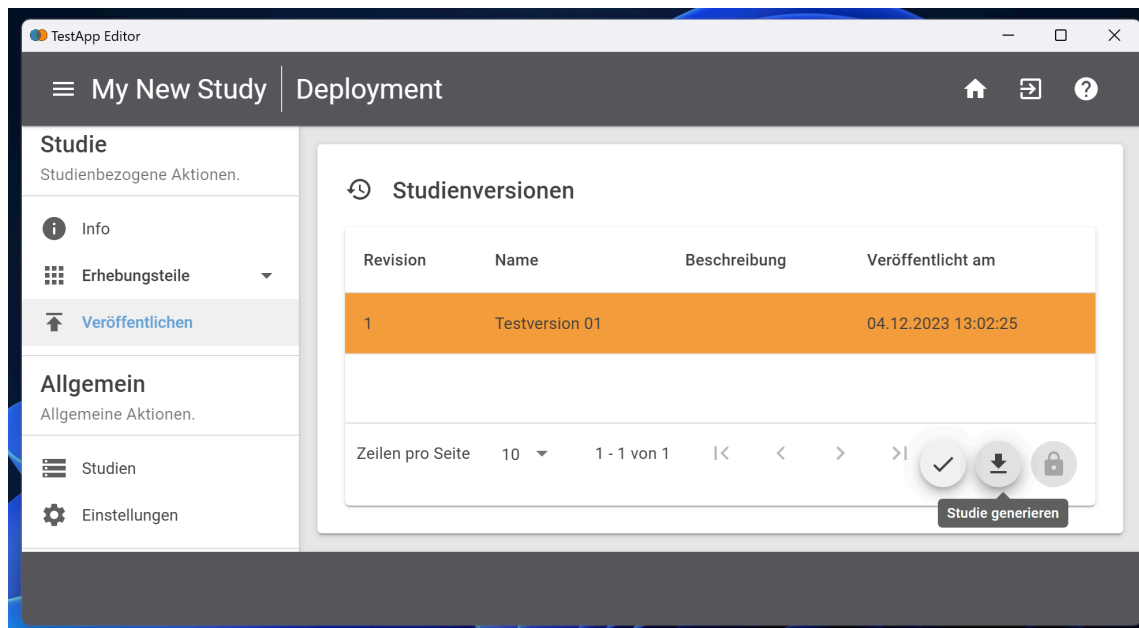 TestApp Editor
My New Study Deployment
Studie
Studienbezogene Aktionen.
Info
Erhebungsteile
Veröffentlichen
Allgemein
Allgemeine Aktionen.
Studien
Einstellungen
Studienversionen
Revision Name Beschreibung Veröffentlicht am
1 Testversion 01 04.12.2023 13:02:25
Zeilen pro Seite 10 1 - 1 von 1
Studie generieren